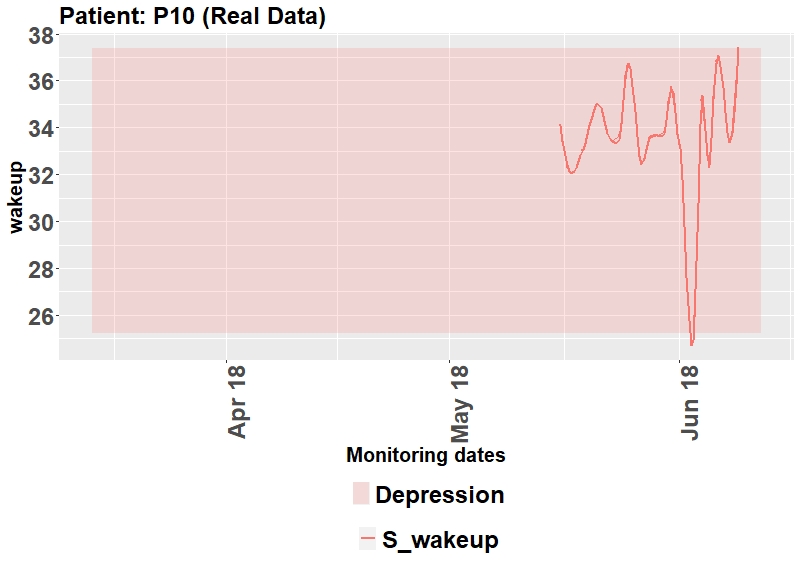 Patient: P10 (Real Data)
38
36
34
32
30
28
26
wakeup
Apr 18
May 18
Jun 18
Monitoring dates
Depression
S_wakeup